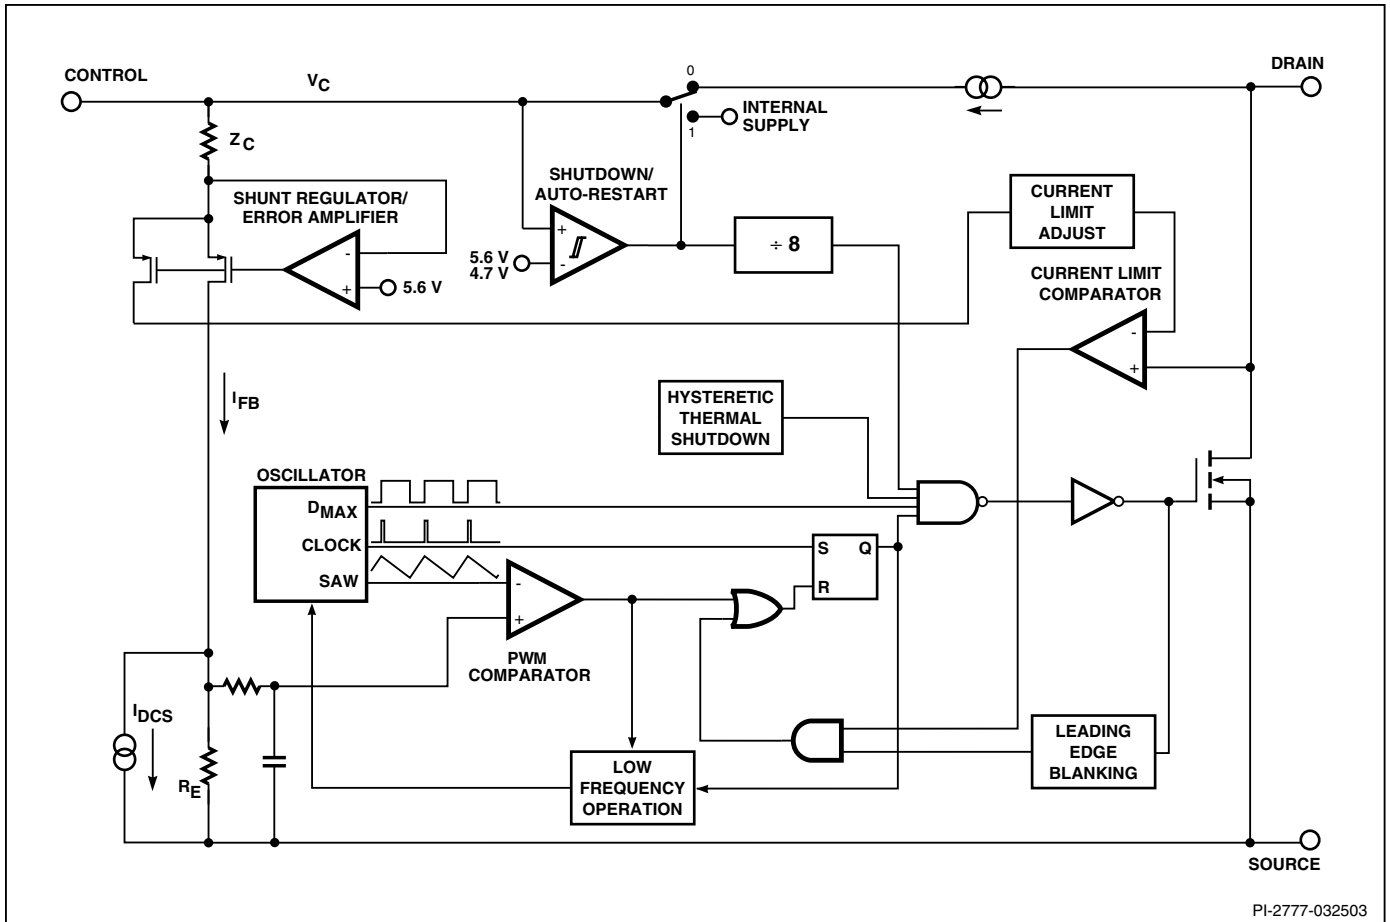 CONTROL
V_C
0
DRAIN
INTERNAL
SUPPLY
1
Z_C
SHUNT REGULATOR/
ERROR AMPLIFIER
-
+
5.6 V
SHUTDOWN/
AUTO-RESTART
+
-
5.6 V
4.7 V
÷ 8
CURRENT
LIMIT
ADJUST
CURRENT LIMIT
COMPARATOR
-
+
I_FB
HYSTERETIC
THERMAL
SHUTDOWN
OSCILLATOR
D_MAX
CLOCK
SAW
-
+
PWM
COMPARATOR
S
Q
R
I_DCS
R_E
LOW
FREQUENCY
OPERATION
LEADING
EDGE
BLANKING
SOURCE
PI-2777-032503